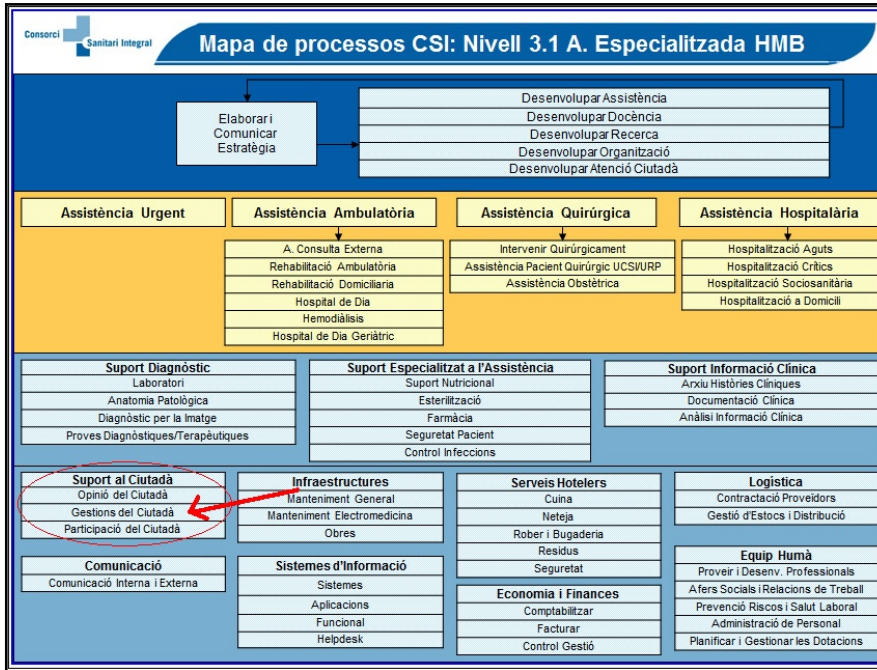 Consorci
Sanitari Integral
Mapa de processos CSI: Nivell 3.1 A. Especialitzada HMB
Elaborar i
Comunicar
Estratègia
Desenvolupar Assistència
Desenvolupar Docència
Desenvolupar Recerca
Desenvolupar Organització
Desenvolupar Atenció Ciutadà
Assistència Urgent
Assistència Ambulatòria
A. Consulta Externa
Rehabilitació Ambulatòria
Rehabilitació Domiciliaria
Hospital de Dia
Hemodiàlisis
Hospital de Dia Geriàtric
Assistència Quirúrgica
Intervenir Quirúrgicament
Assistència Pacient Quirúrgic UCSI/URP
Assistència Obstètrica
Assistència Hospitalària
Hospitalització Aguts
Hospitalització Crítics
Hospitalització Sociosanitària
Hospitalització a Domicili
Suport Diagnòstic
Laboratori
Anatomia Patològica
Diagnòstic per la Imatge
Proves Diagnòstiques/Terapèutiques
Suport Especialitzat a l'Assistència
Suport Nutricional
Esterilització
Farmàcia
Seguretat Pacient
Control Infeccions
Suport Informació Clínica
Arxiu Històries Clíniques
Documentació Clínica
Anàlisi Informació Clínica
Suport al Ciutadà
Opinió del Ciutadà
Gestions del Ciutadà
Participació del Ciutadà
Comunicació
Comunicació Interna i Externa
Infraestructures
Manteniment General
Manteniment Electromedicina
Obres
Sistemes d'Informació
Sistemes
Aplicacions
Funcional
Helpdesk
Serveis Hotelers
Cuina
Neteja
Rober i Bugaderia
Residus
Seguretat
Economia i Finances
Comptabilitzar
Facturar
Control Gestió
Logística
Contractació Proveïdors
Gestió d'Estocs i Distribució
Equip Humà
Proveir i Desenv. Professionals
Afers Socials i Relacions de Treball
Prevenció Riscos i Salut Laboral
Administració de Personal
Planificar i Gestionar les Dotacions